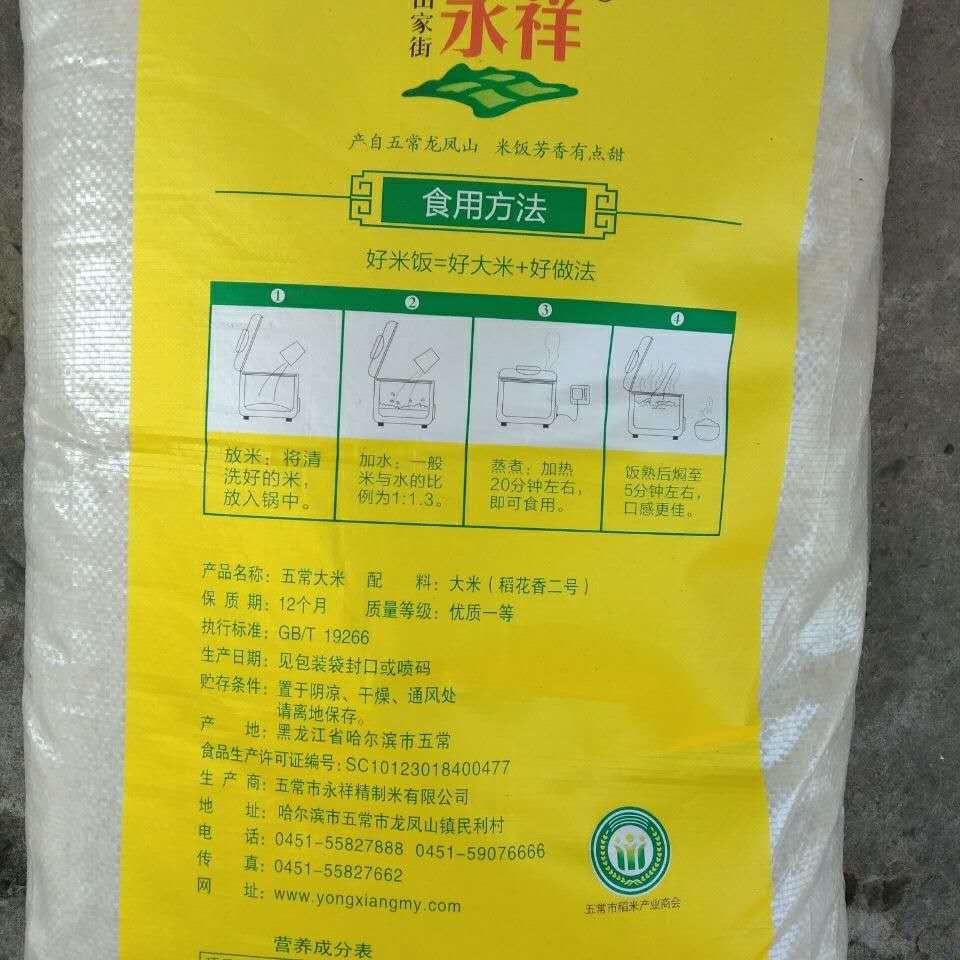 家街
永祥
产自五常龙凤山 米饭芳香有点甜
食用方法
好米饭=好大米+好做法
1 2 3 4
放米：将清
洗好的米，
放入锅中。
加水：一般
米与水的比
例为1:1.3。
蒸煮：加热
20分钟左右，
即可食用。
饭熟后焖至
5分钟左右，
口感更佳。
产品名称：五常大米 配 料：大米（稻花香二号）
保 质 期：12个月 质量等级：优质一等
执行标准：GB/T 19266
生产日期：见包装袋封口或喷码
贮存条件：置于阴凉、干燥、通风处
请离地保存。
产 地：黑龙江省哈尔滨市五常
食品生产许可证编号：SC10123018400477
生 产 商：五常市永祥精制米有限公司
地 址：哈尔滨市五常市龙凤山镇民利村
电 话：0451-55827888 0451-59076666
传 真：0451-55827662
网 址：www.yongxiangmy.com
五常市稻米产业商会
营养成分表